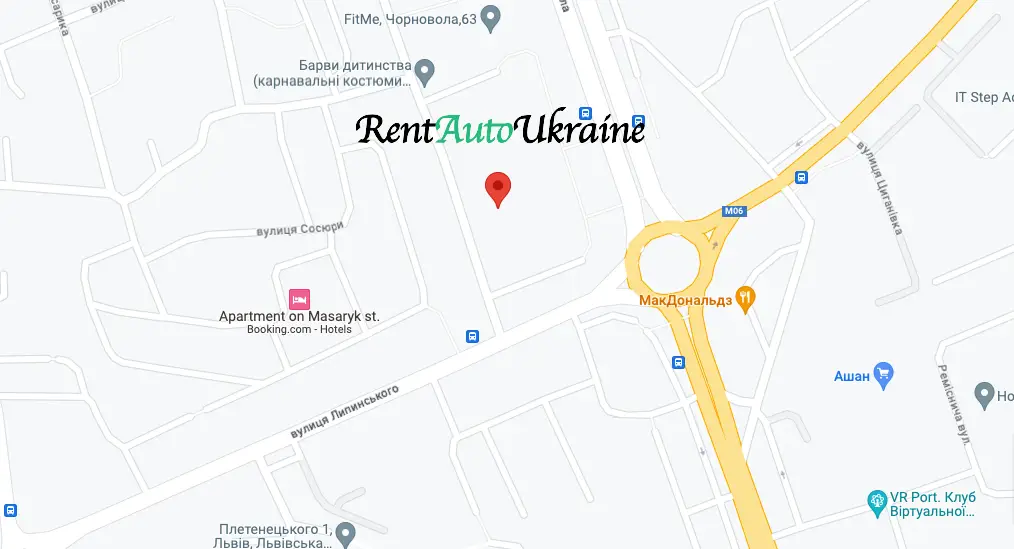 вулиц
сарика
FitMe, Чорновола,63
ла
Барви дитинства
(карнавальні костюми...
IT Step Ac
RentAutoUkraine
вулиця Циганівка
M06
вулиця Сосюри
МакДональдз
Apartment on Masaryk st.
Booking.com - Hotels
Ашан
Реміснича вул.
Но
вулиця Липинського
VR Port. Клуб
Віртуальної...
Плетенецького 1,
Львів, Львівська...